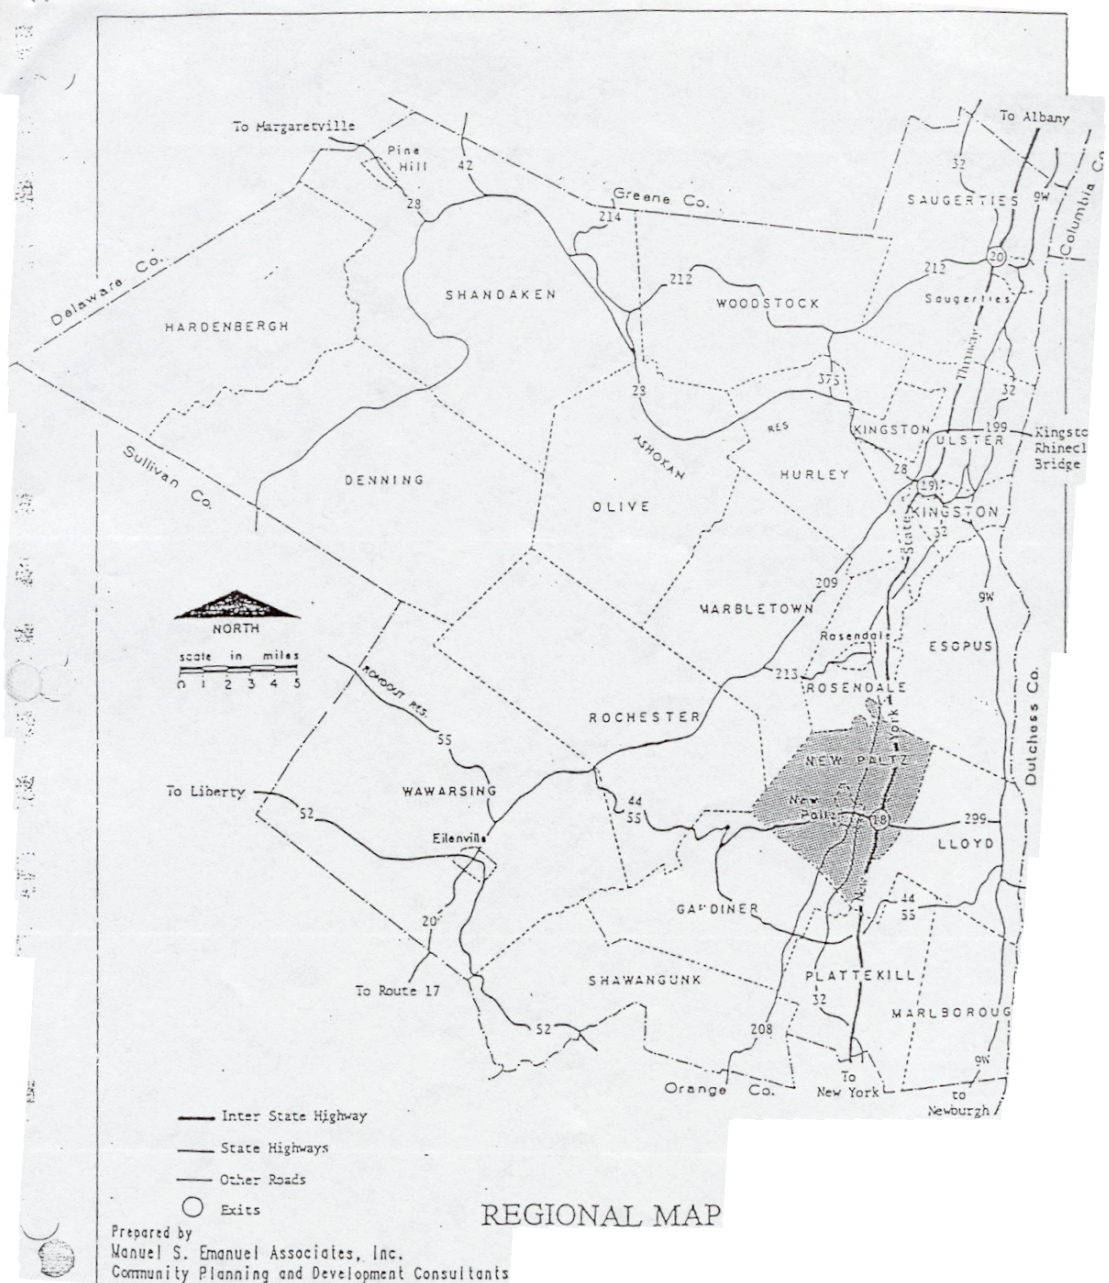 To Margaretville
To Albany
Pine
Hill
42
32
28
Greene Co.
214
SAUGERTIES
9W
Columbia Co
20
212
212
Delaware Co.
SHANDAKEN
WOODSTOCK
Saugerties
HARDENBERGH
Thruway
375
23
32
ASHOKAN
RES
KINGSTON
199
ULSTER
Kingsto
Rhinecl
Bridge
Sullivan Co.
DENNING
HURLEY
28
19
OLIVE
KINGSTON
State
32
209
9W
NORTH
MARBLETOWN
Rosendale
ESOPUS
scale in miles
0 1 2 3 4 5
213
RONDOUT RES.
ROSENDALE
Dutchess Co.
ROCHESTER
York
55
NEW PALTZ
To Liberty
WAWARSING
44
55
New
Paltz
18
299
52
Ellenville
LLOYD
New
GARDINER
44
55
20
To Route 17
SHAWANGUNK
PLATTEKILL
32
MARLBOROUG
52
208
9W
Orange Co.
To
New York
to
Newburgh
Inter State Highway
State Highways
Other Roads
Exits
REGIONAL MAP
Prepared by
Manuel S. Emanuel Associates, Inc.
Community Planning and Development Consultants